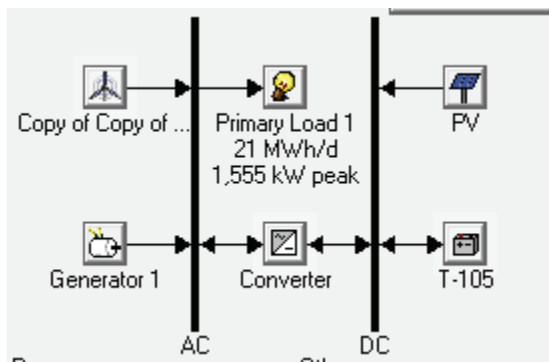 Copy of Copy of ...
Primary Load 1
21 MWh/d
1,555 kW peak
PV
Generator 1
Converter
T-105
AC
DC